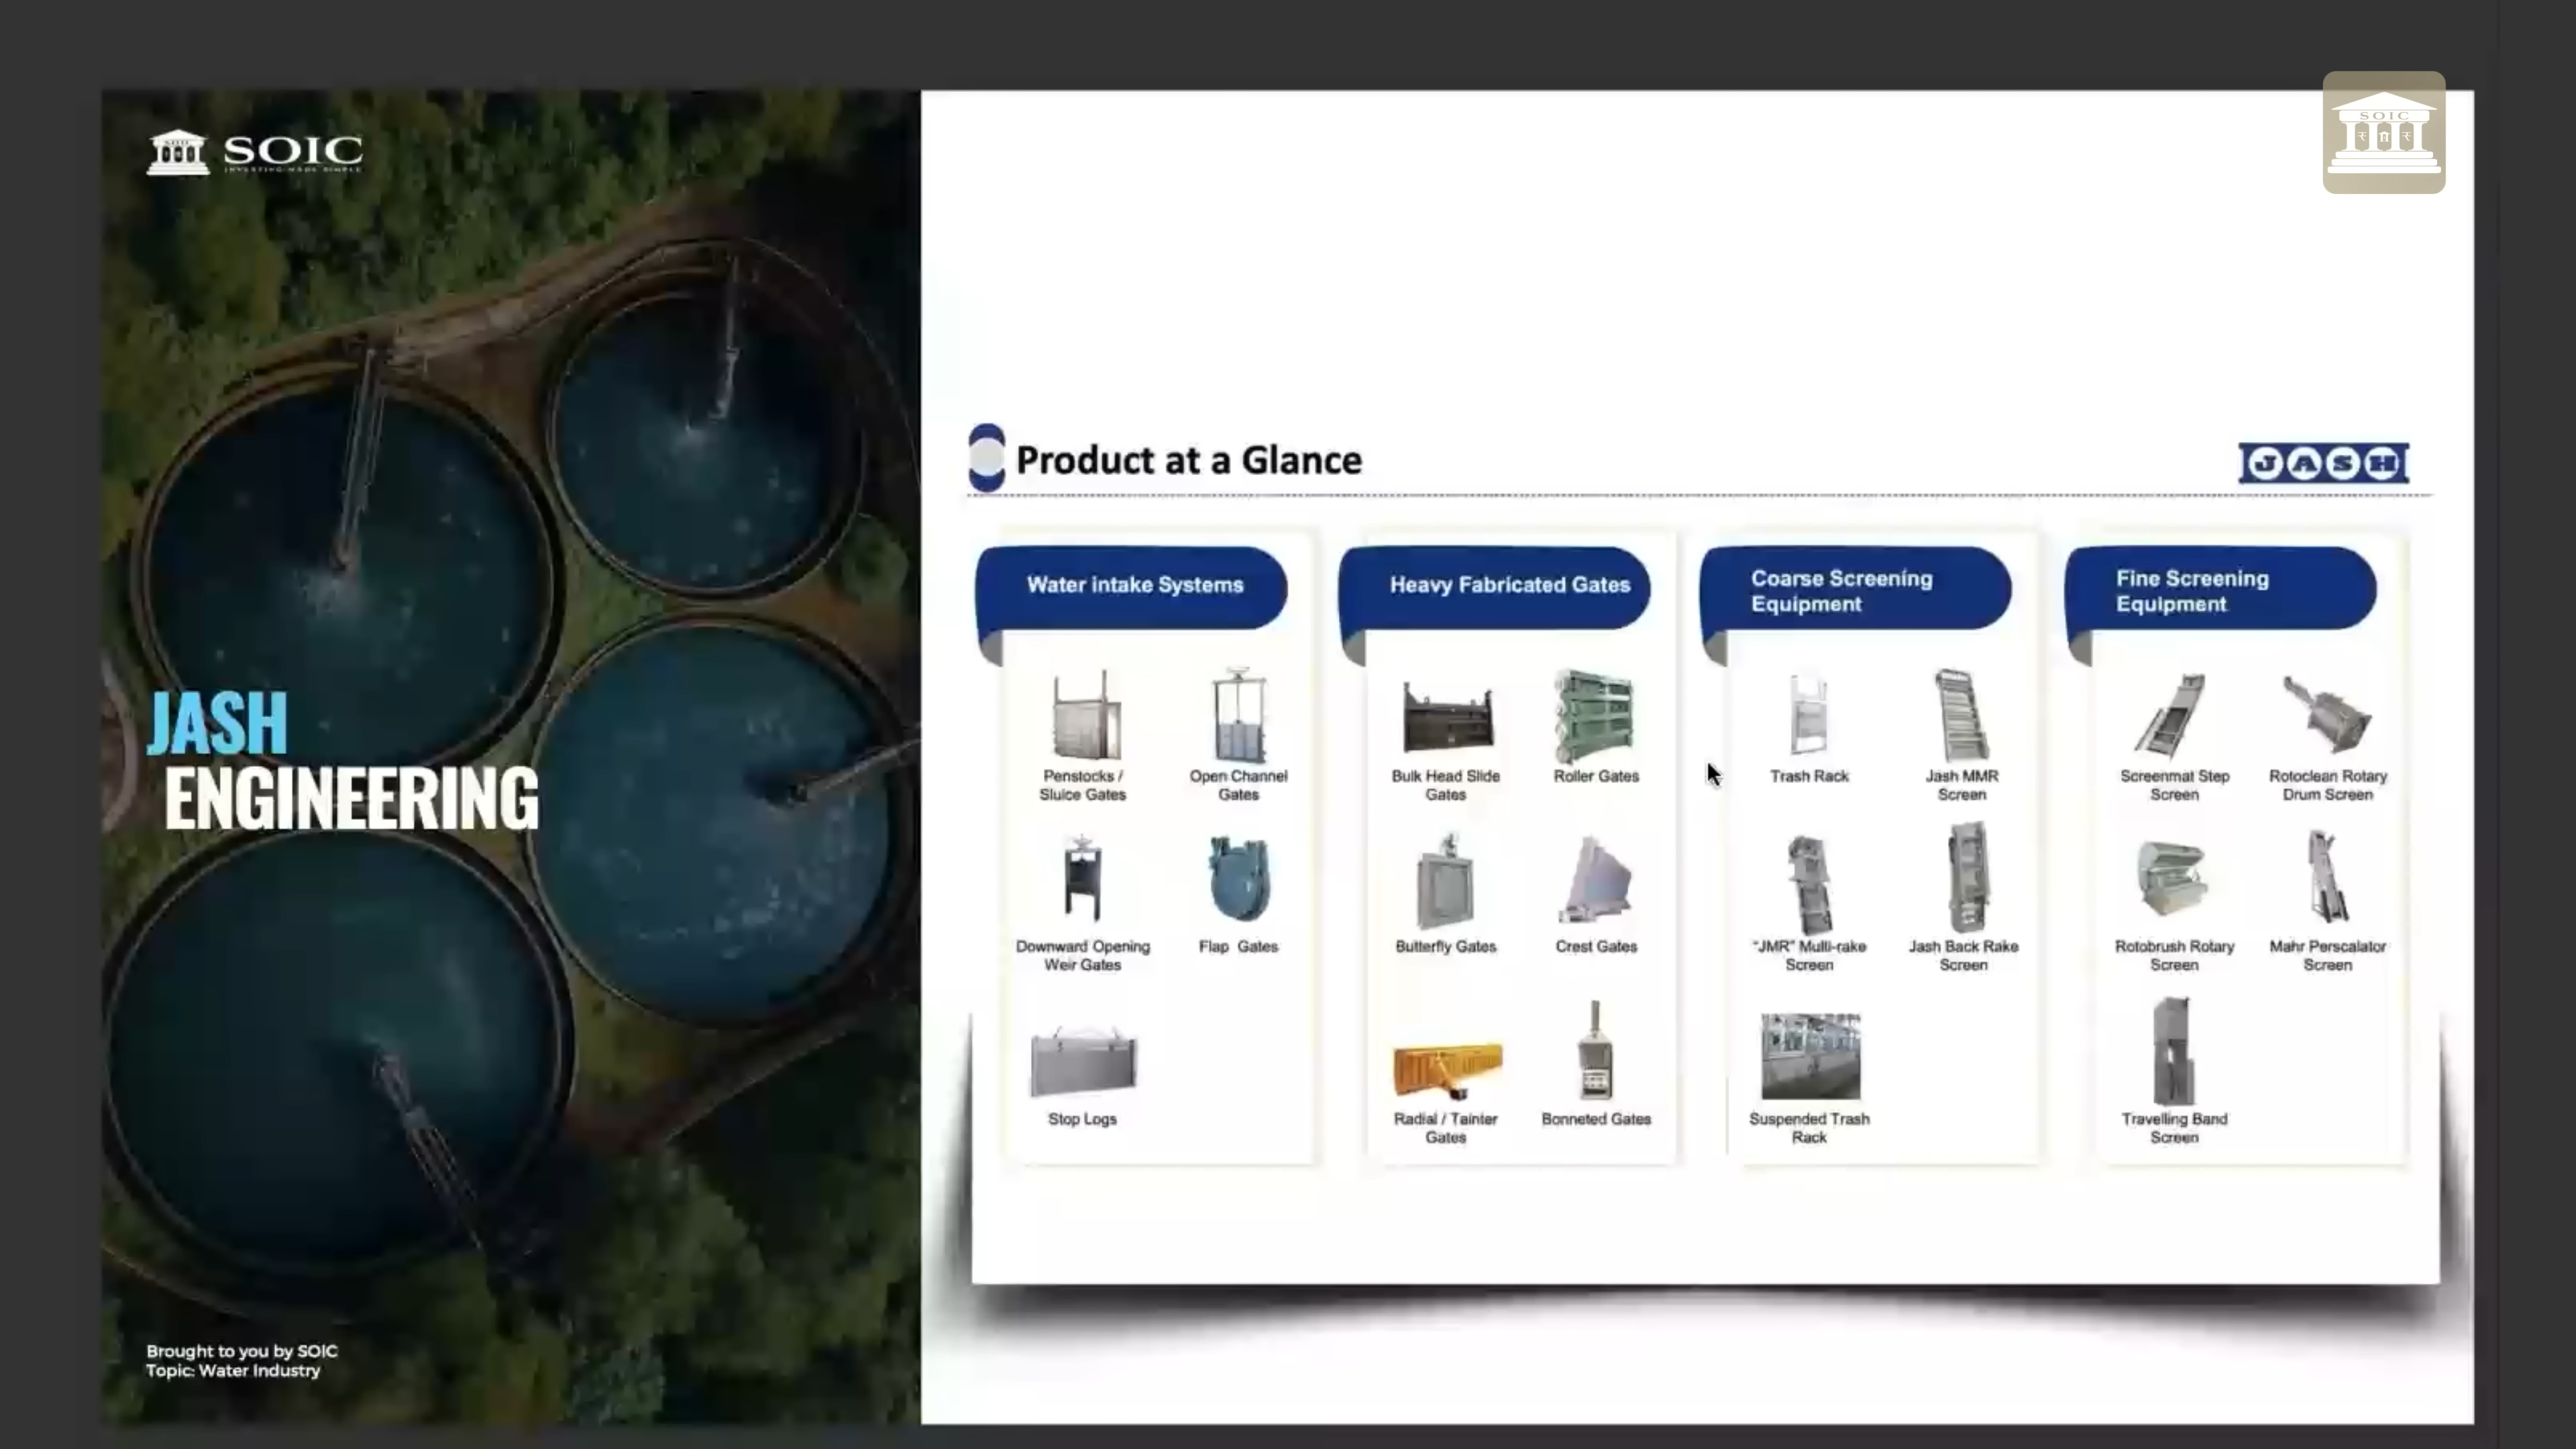 SOIC
INVESTING MADE SIMPLE
JASH
ENGINEERING
Brought to you by SOIC
Topic: Water Industry
SOIC
Product at a Glance
JASH
Water intake Systems
Penstocks /
Sluice Gates
Open Channel
Gates
Downward Opening
Weir Gates
Flap Gates
Stop Logs
Heavy Fabricated Gates
Bulk Head Slide
Gates
Roller Gates
Butterfly Gates
Crest Gates
Radial / Tainter
Gates
Bonneted Gates
Coarse Screening
Equipment
Trash Rack
Jash MMR
Screen
"JMR" Multi-rake
Screen
Jash Back Rake
Screen
Suspended Trash
Rack
Fine Screening
Equipment
Screenmat Step
Screen
Rotoclean Rotary
Drum Screen
Rotobrush Rotary
Screen
Mahr Perscalator
Screen
Travelling Band
Screen